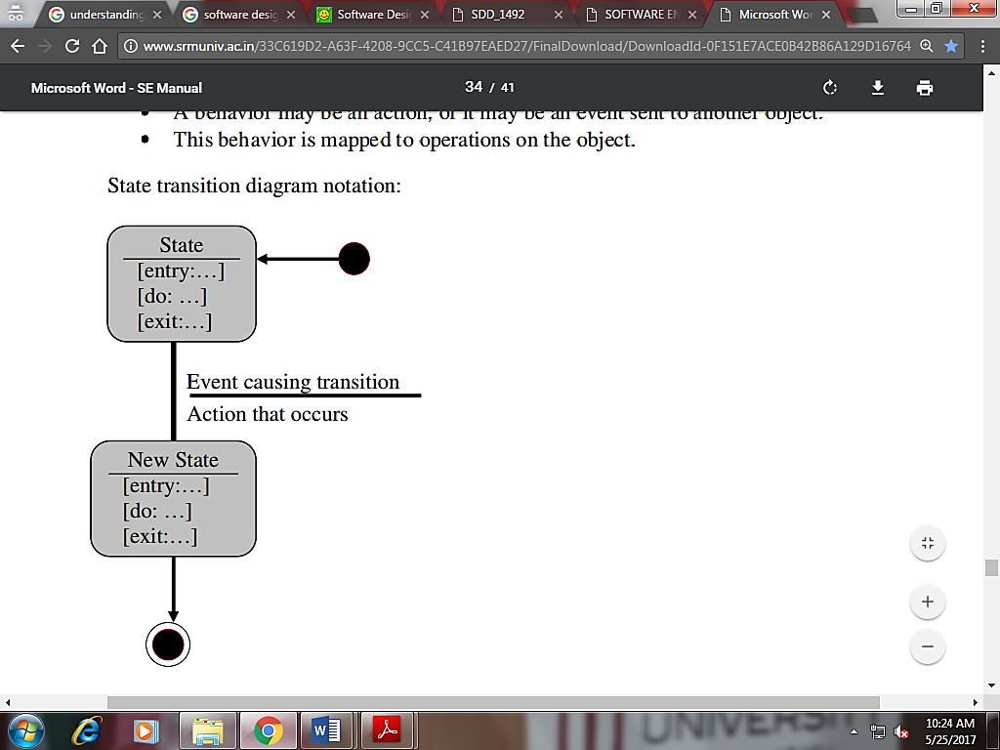 understanding
software desig
Software Desi
SDD_1492
SOFTWARE EN
Microsoft Wor
www.srmuniv.ac.in/33C619D2-A63F-4208-9CC5-C41B97EAED27/FinalDownload/DownloadId-0F151E7ACE0B42B86A129D16764
Microsoft Word - SE Manual
34 / 41
• A behavior may be an action, or it may be an event sent to another object.
• This behavior is mapped to operations on the object.
State transition diagram notation:
State
[entry:…]
[do: …]
[exit:…]
Event causing transition
Action that occurs
New State
[entry:…]
[do: …]
[exit:…]
UNIVERSI
10:24 AM
5/25/2017